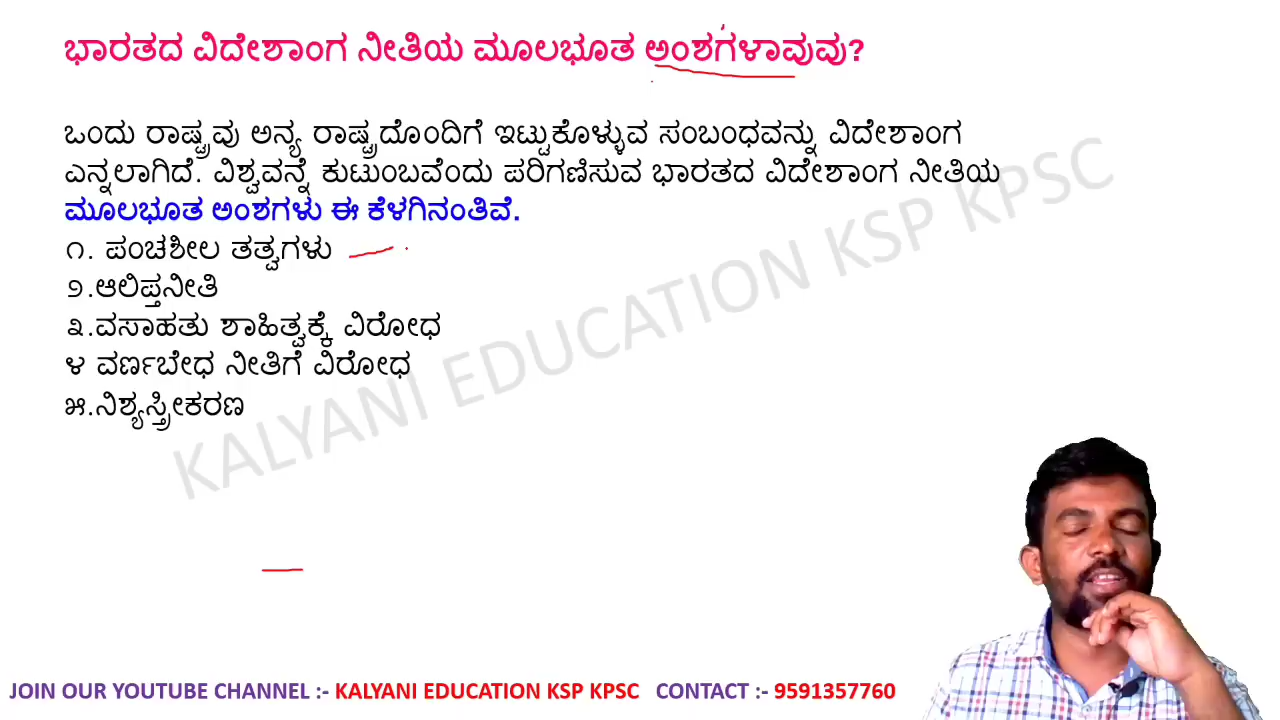 ಭಾರತದ ವಿದೇಶಾಂಗ ನೀತಿಯ ಮೂಲಭೂತ ಅಂಶಗಳಾವುವು?
ಒಂದು ರಾಷ್ಟ್ರವು ಅನ್ಯ ರಾಷ್ಟ್ರದೊಂದಿಗೆ ಇಟ್ಟುಕೊಳ್ಳುವ ಸಂಬಂಧವನ್ನು ವಿದೇಶಾಂಗ
ಎನ್ನಲಾಗಿದೆ. ವಿಶ್ವವನ್ನೆ ಕುಟುಂಬವೆಂದು ಪರಿಗಣಿಸುವ ಭಾರತದ ವಿದೇಶಾಂಗ ನೀತಿಯ
ಮೂಲಭೂತ ಅಂಶಗಳು ಈ ಕೆಳಗಿನಂತಿವೆ.
೧. ಪಂಚಶೀಲ ತತ್ವಗಳು
೨.ಆಲಿಪ್ತನೀತಿ
೩.ವಸಾಹತು ಶಾಹಿತ್ವಕ್ಕೆ ವಿರೋಧ
೪ ವರ್ಣಬೇಧ ನೀತಿಗೆ ವಿರೋಧ
೫.ನಿಶ್ಯಸ್ತ್ರೀಕರಣ
KALYANI EDUCATION KSP KPSC
JOIN OUR YOUTUBE CHANNEL :- KALYANI EDUCATION KSP KPSC CONTACT :- 9591357760